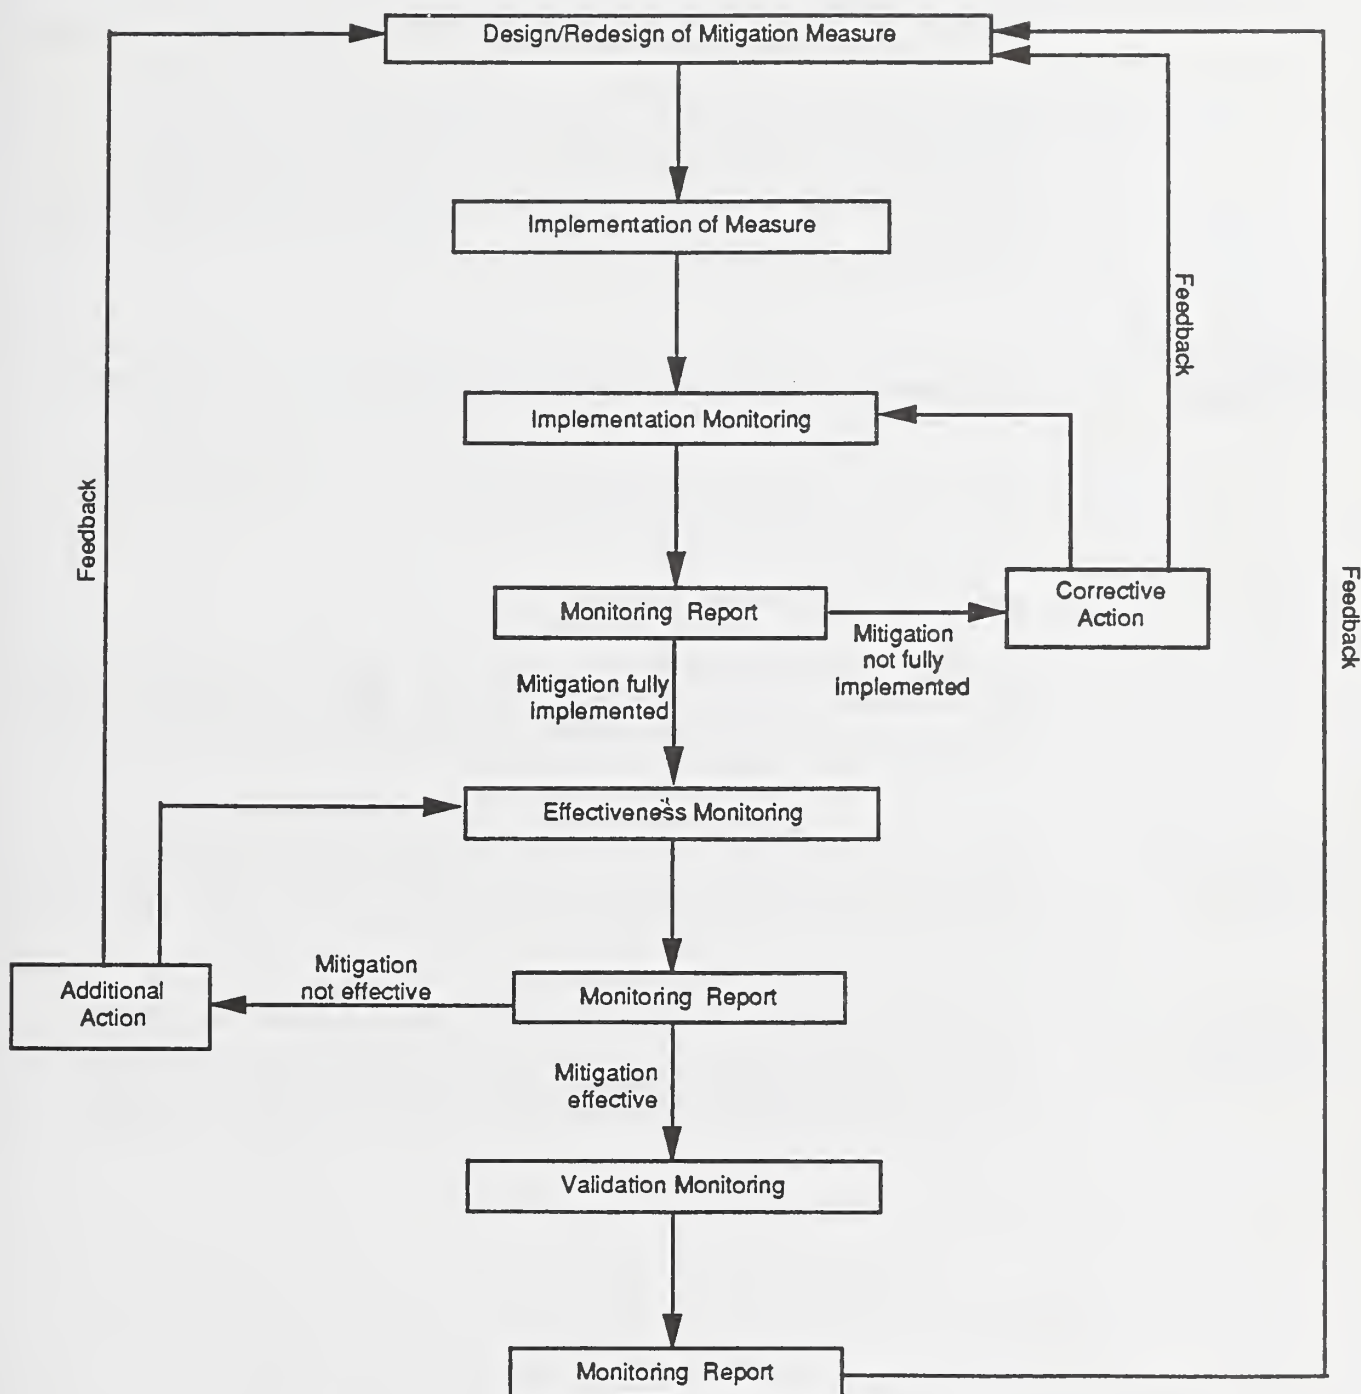 Design/Redesign of Mitigation Measure
Implementation of Measure
Feedback
Implementation Monitoring
Feedback
Monitoring Report
Corrective
Action
Mitigation
not fully
implemented
Feedback
Mitigation fully
implemented
Effectiveness Monitoring
Additional
Action
Mitigation
not effective
Monitoring Report
Mitigation
effective
Validation Monitoring
Monitoring Report